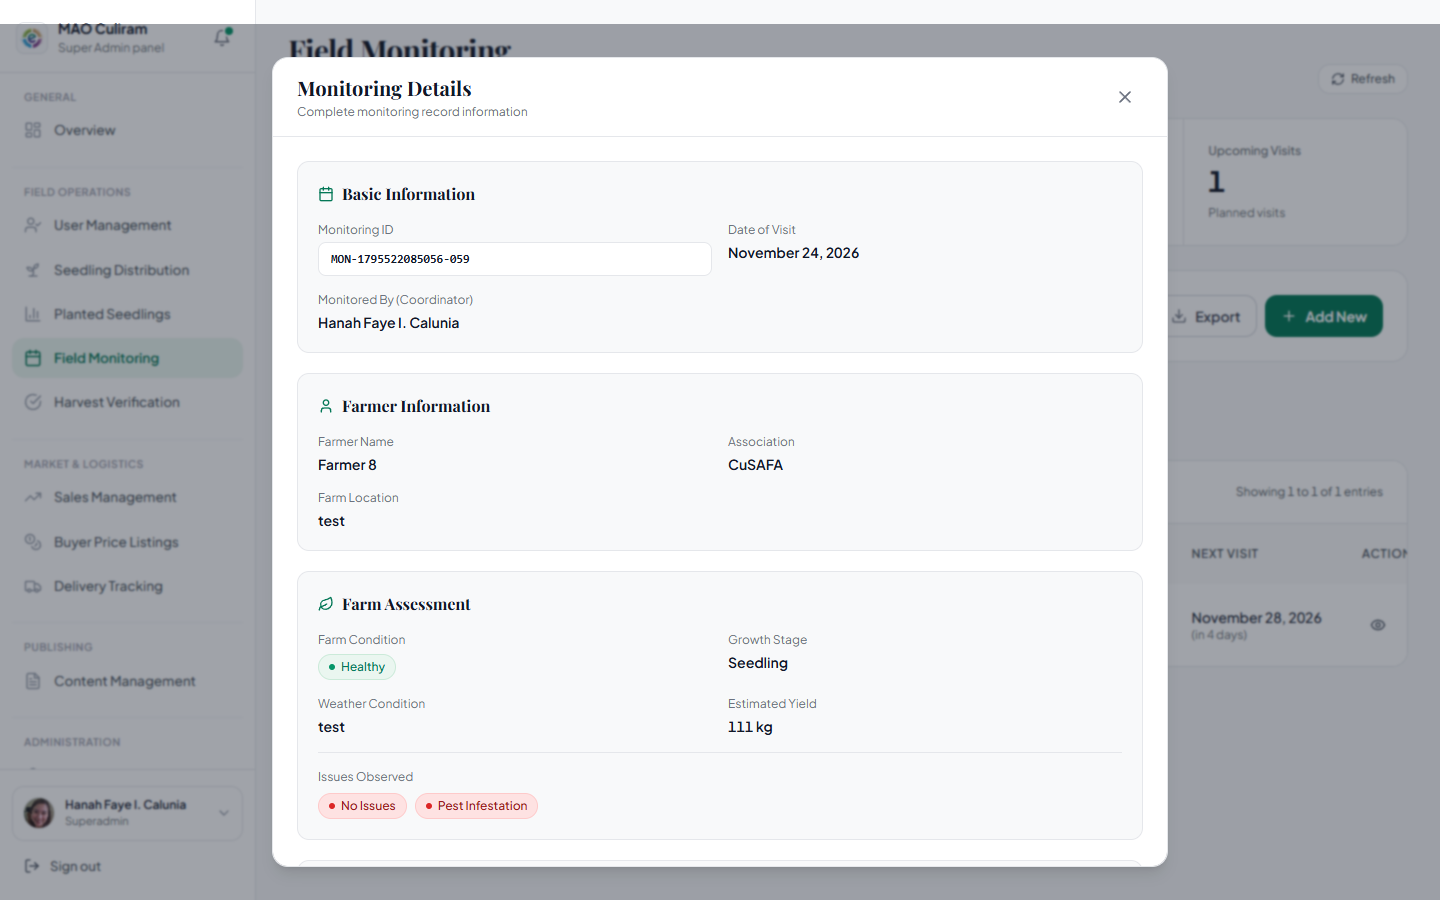 MAO Culiram
Super Admin panel
GENERAL
Overview
FIELD OPERATIONS
User Management
Seedling Distribution
Planted Seedlings
Field Monitoring
Harvest Verification
MARKET & LOGISTICS
Sales Management
Buyer Price Listings
Delivery Tracking
PUBLISHING
Content Management
ADMINISTRATION
Hanah Faye I. Calunia
Superadmin
Sign out
Field Monitoring
Refresh
Upcoming Visits
1
Planned visits
Export
Add New
Showing 1 to 1 of 1 entries
NEXT VISIT
ACTION
November 28, 2026
(in 4 days)
Monitoring Details
Complete monitoring record information
Basic Information
Monitoring ID
MON-1795522085056-059
Date of Visit
November 24, 2026
Monitored By (Coordinator)
Hanah Faye I. Calunia
Farmer Information
Farmer Name
Farmer 8
Association
CuSAFA
Farm Location
test
Farm Assessment
Farm Condition
Healthy
Growth Stage
Seedling
Weather Condition
test
Estimated Yield
111 kg
Issues Observed
No Issues
Pest Infestation